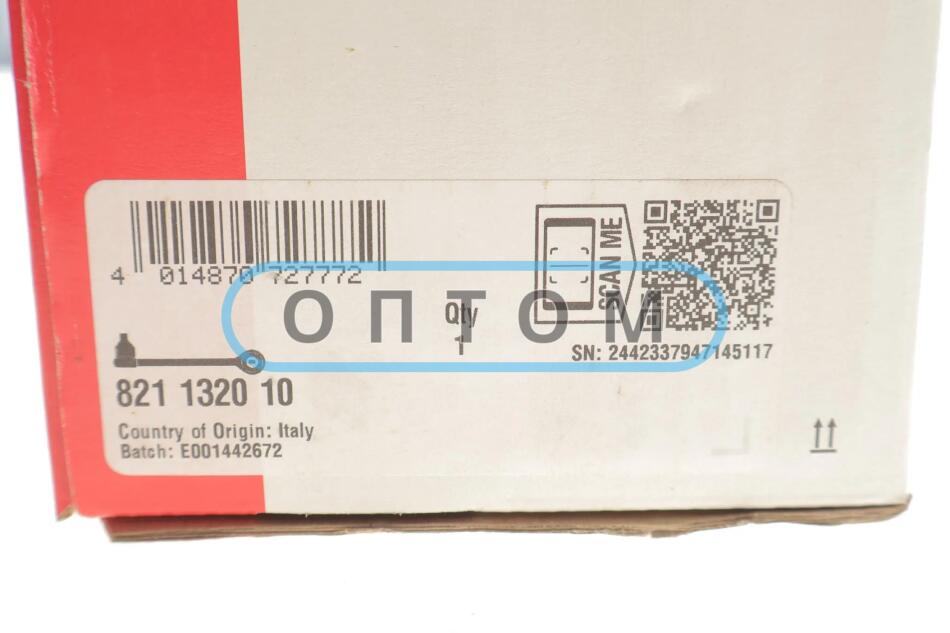 4 014870 727772
SCAN ME
ОПТОМ
Qty
1
SN: 2442337947145117
821 1320 10
Country of Origin: Italy
Batch: E001442672